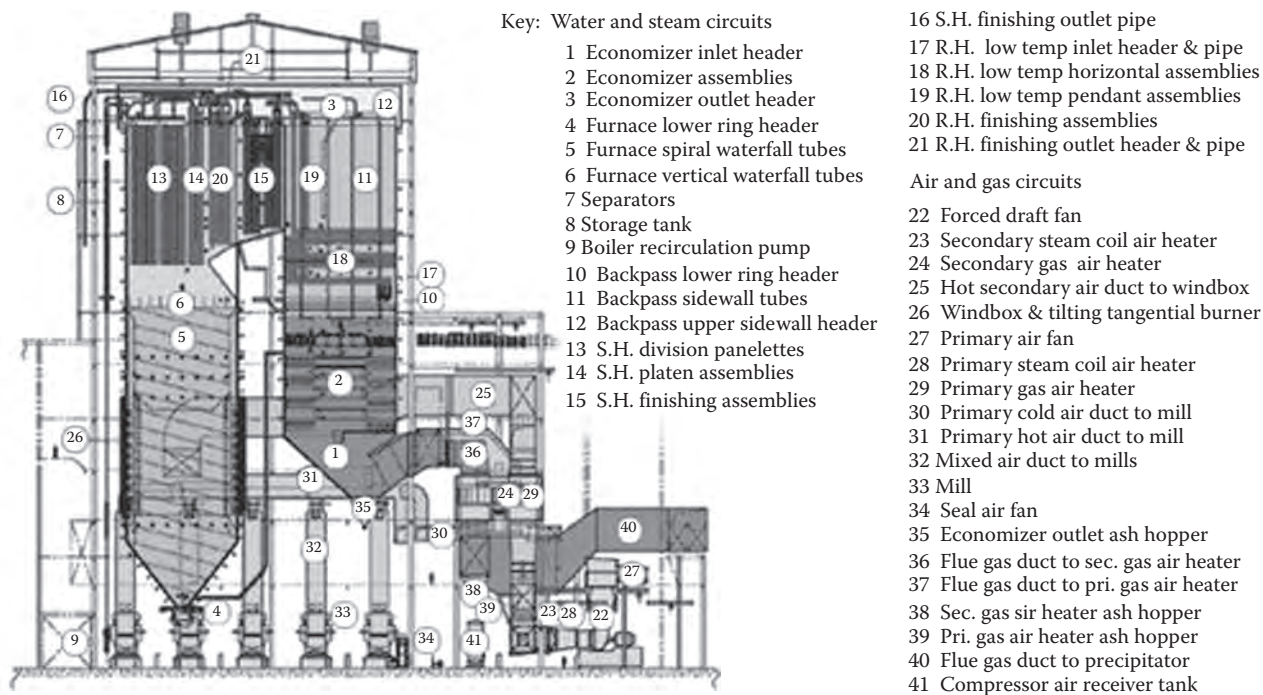 21
16
3
12
7
13 14 20 15 19 11
8
18
17
10
6
5
2
25
37
26
1
36
31
24 29
35
30
40
32
27
38
39
4
33
23 28 22
9
34
41
Key: Water and steam circuits
1 Economizer inlet header
2 Economizer assemblies
3 Economizer outlet header
4 Furnace lower ring header
5 Furnace spiral waterfall tubes
6 Furnace vertical waterfall tubes
7 Separators
8 Storage tank
9 Boiler recirculation pump
10 Backpass lower ring header
11 Backpass sidewall tubes
12 Backpass upper sidewall header
13 S.H. division panelettes
14 S.H. platen assemblies
15 S.H. finishing assemblies
16 S.H. finishing outlet pipe
17 R.H. low temp inlet header & pipe
18 R.H. low temp horizontal assemblies
19 R.H. low temp pendant assemblies
20 R.H. finishing assemblies
21 R.H. finishing outlet header & pipe
Air and gas circuits
22 Forced draft fan
23 Secondary steam coil air heater
24 Secondary gas air heater
25 Hot secondary air duct to windbox
26 Windbox & tilting tangential burner
27 Primary air fan
28 Primary steam coil air heater
29 Primary gas air heater
30 Primary cold air duct to mill
31 Primary hot air duct to mill
32 Mixed air duct to mills
33 Mill
34 Seal air fan
35 Economizer outlet ash hopper
36 Flue gas duct to sec. gas air heater
37 Flue gas duct to pri. gas air heater
38 Sec. gas sir heater ash hopper
39 Pri. gas air heater ash hopper
40 Flue gas duct to precipitator
41 Compressor air receiver tank